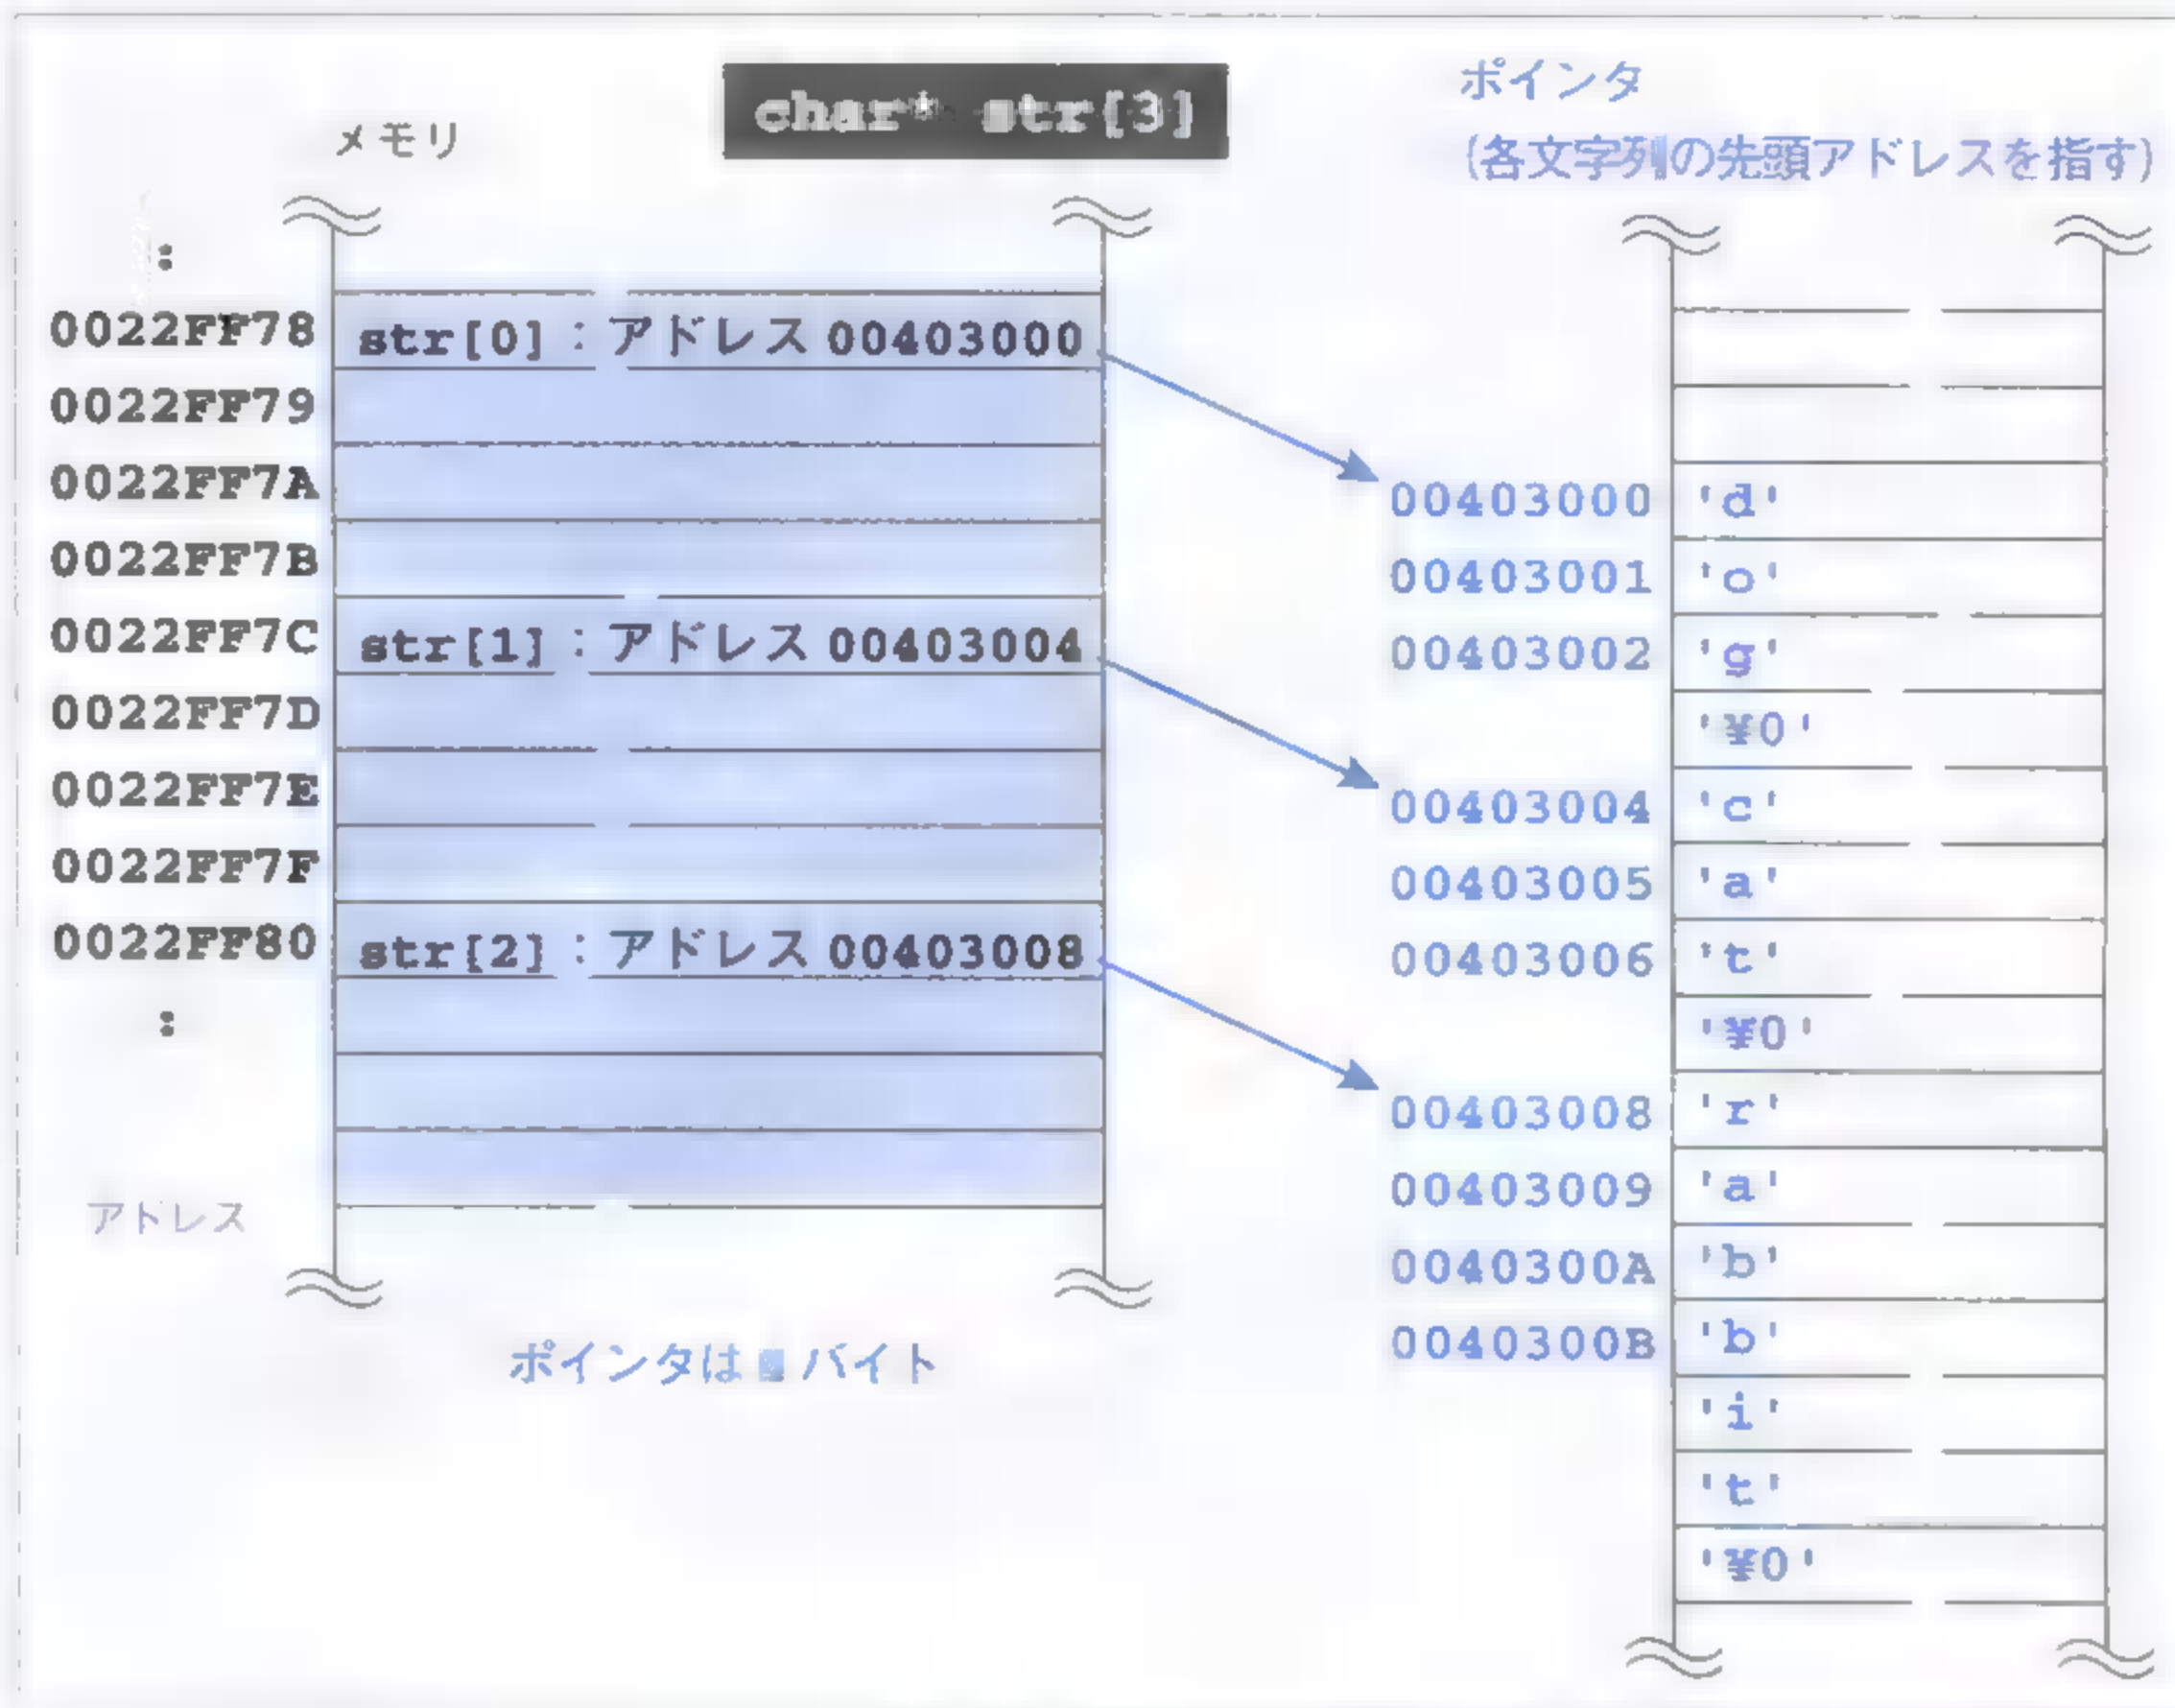 char* str[3]
メモリ
:
0022FF78 str[0]：アドレス 00403000
0022FF79
0022FF7A
0022FF7B
0022FF7C str[1]：アドレス 00403004
0022FF7D
0022FF7E
0022FF7F
0022FF80 str[2]：アドレス 00403008
:
アドレス
ポインタは バイト
ポインタ
(各文字列の先頭アドレスを指す)
00403000 'd'
00403001 'o'
00403002 'g'
'¥0'
00403004 'c'
00403005 'a'
00403006 't'
'¥0'
00403008 'r'
00403009 'a'
0040300A 'b'
0040300B 'b'
'i'
't'
'¥0'